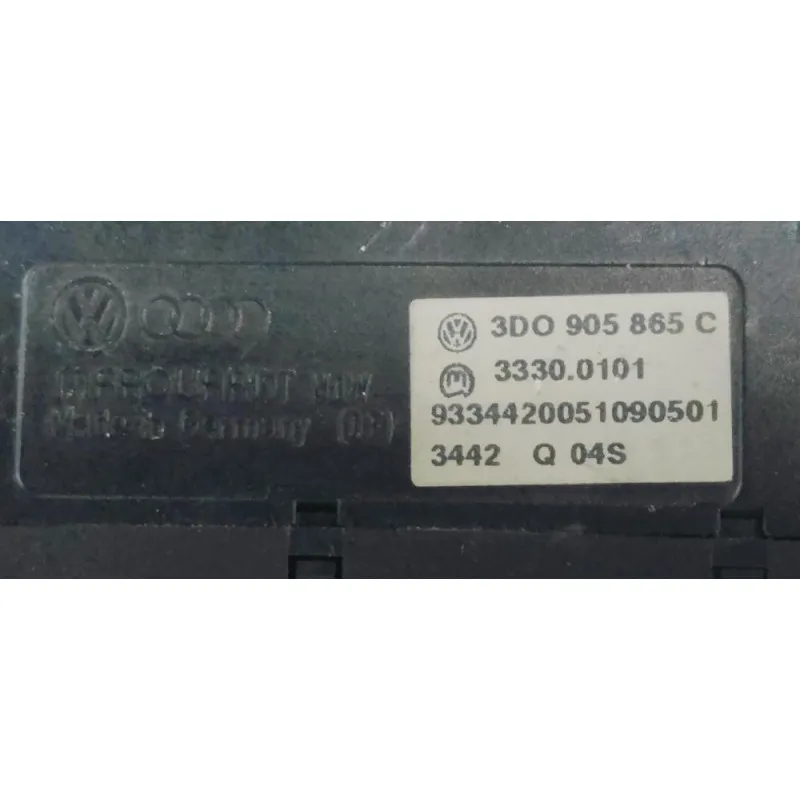 Made in Germany
3D0 905 865 C
3330.0101
9334420051090501
3442 Q 04S